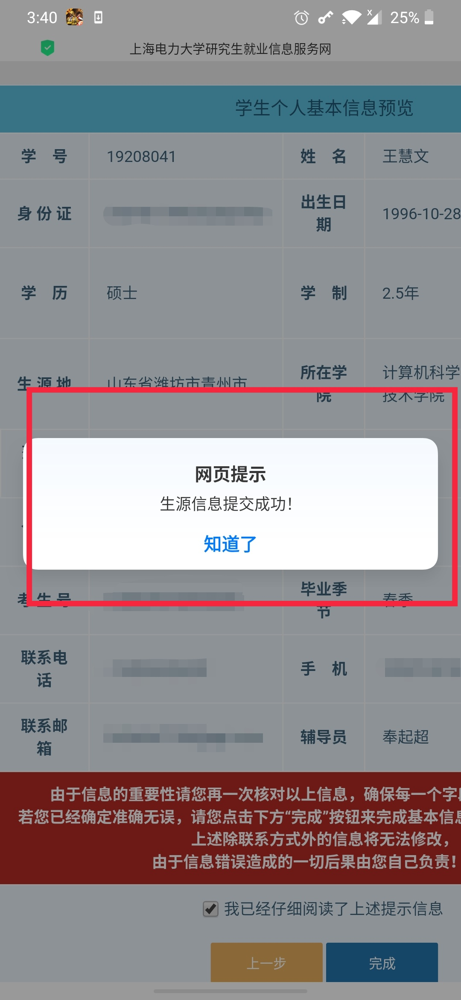 3:40
25%
上海电力大学研究生就业信息服务网
学生个人基本信息预览
学 号 19208041 姓 名 王慧文
身 份 证 出生日期 1996-10-28
学 历 硕士 学 制 2.5年
生 源 地 山东省潍坊市青州市 所在学院 计算机科学
技术学院
网页提示
生源信息提交成功！
知道了
考 生 号 毕业季节 春季
联系电话 手 机
联系邮箱 辅导员 奉起超
由于信息的重要性请您再一次核对以上信息，确保每一个字
若您已经确定准确无误，请您点击下方“完成”按钮来完成基本信息
上述除联系方式外的信息将无法修改，
由于信息错误造成的一切后果由您自己负责！
我已经仔细阅读了上述提示信息
上一步 完成